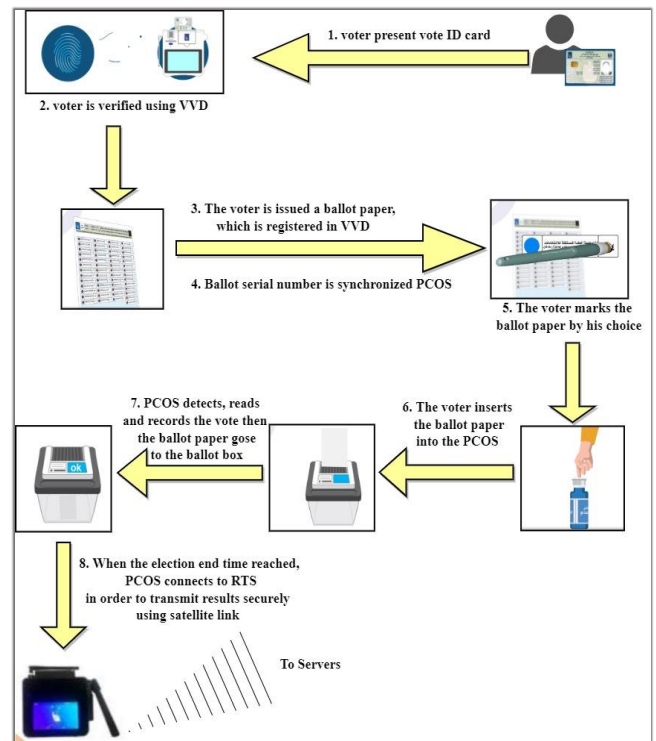 1. voter present vote ID card
2. voter is verified using VVD
3. The voter is issued a ballot paper,
which is registered in VVD
4. Ballot serial number is synchronized PCOS
5. The voter marks the
ballot paper by his choice
6. The voter inserts
the ballot paper
into the PCOS
7. PCOS detects, reads
and records the vote then
the ballot paper gose
to the ballot box
ok
8. When the election end time reached,
PCOS connects to RTS
in order to transmit results securely
using satellite link
To Servers